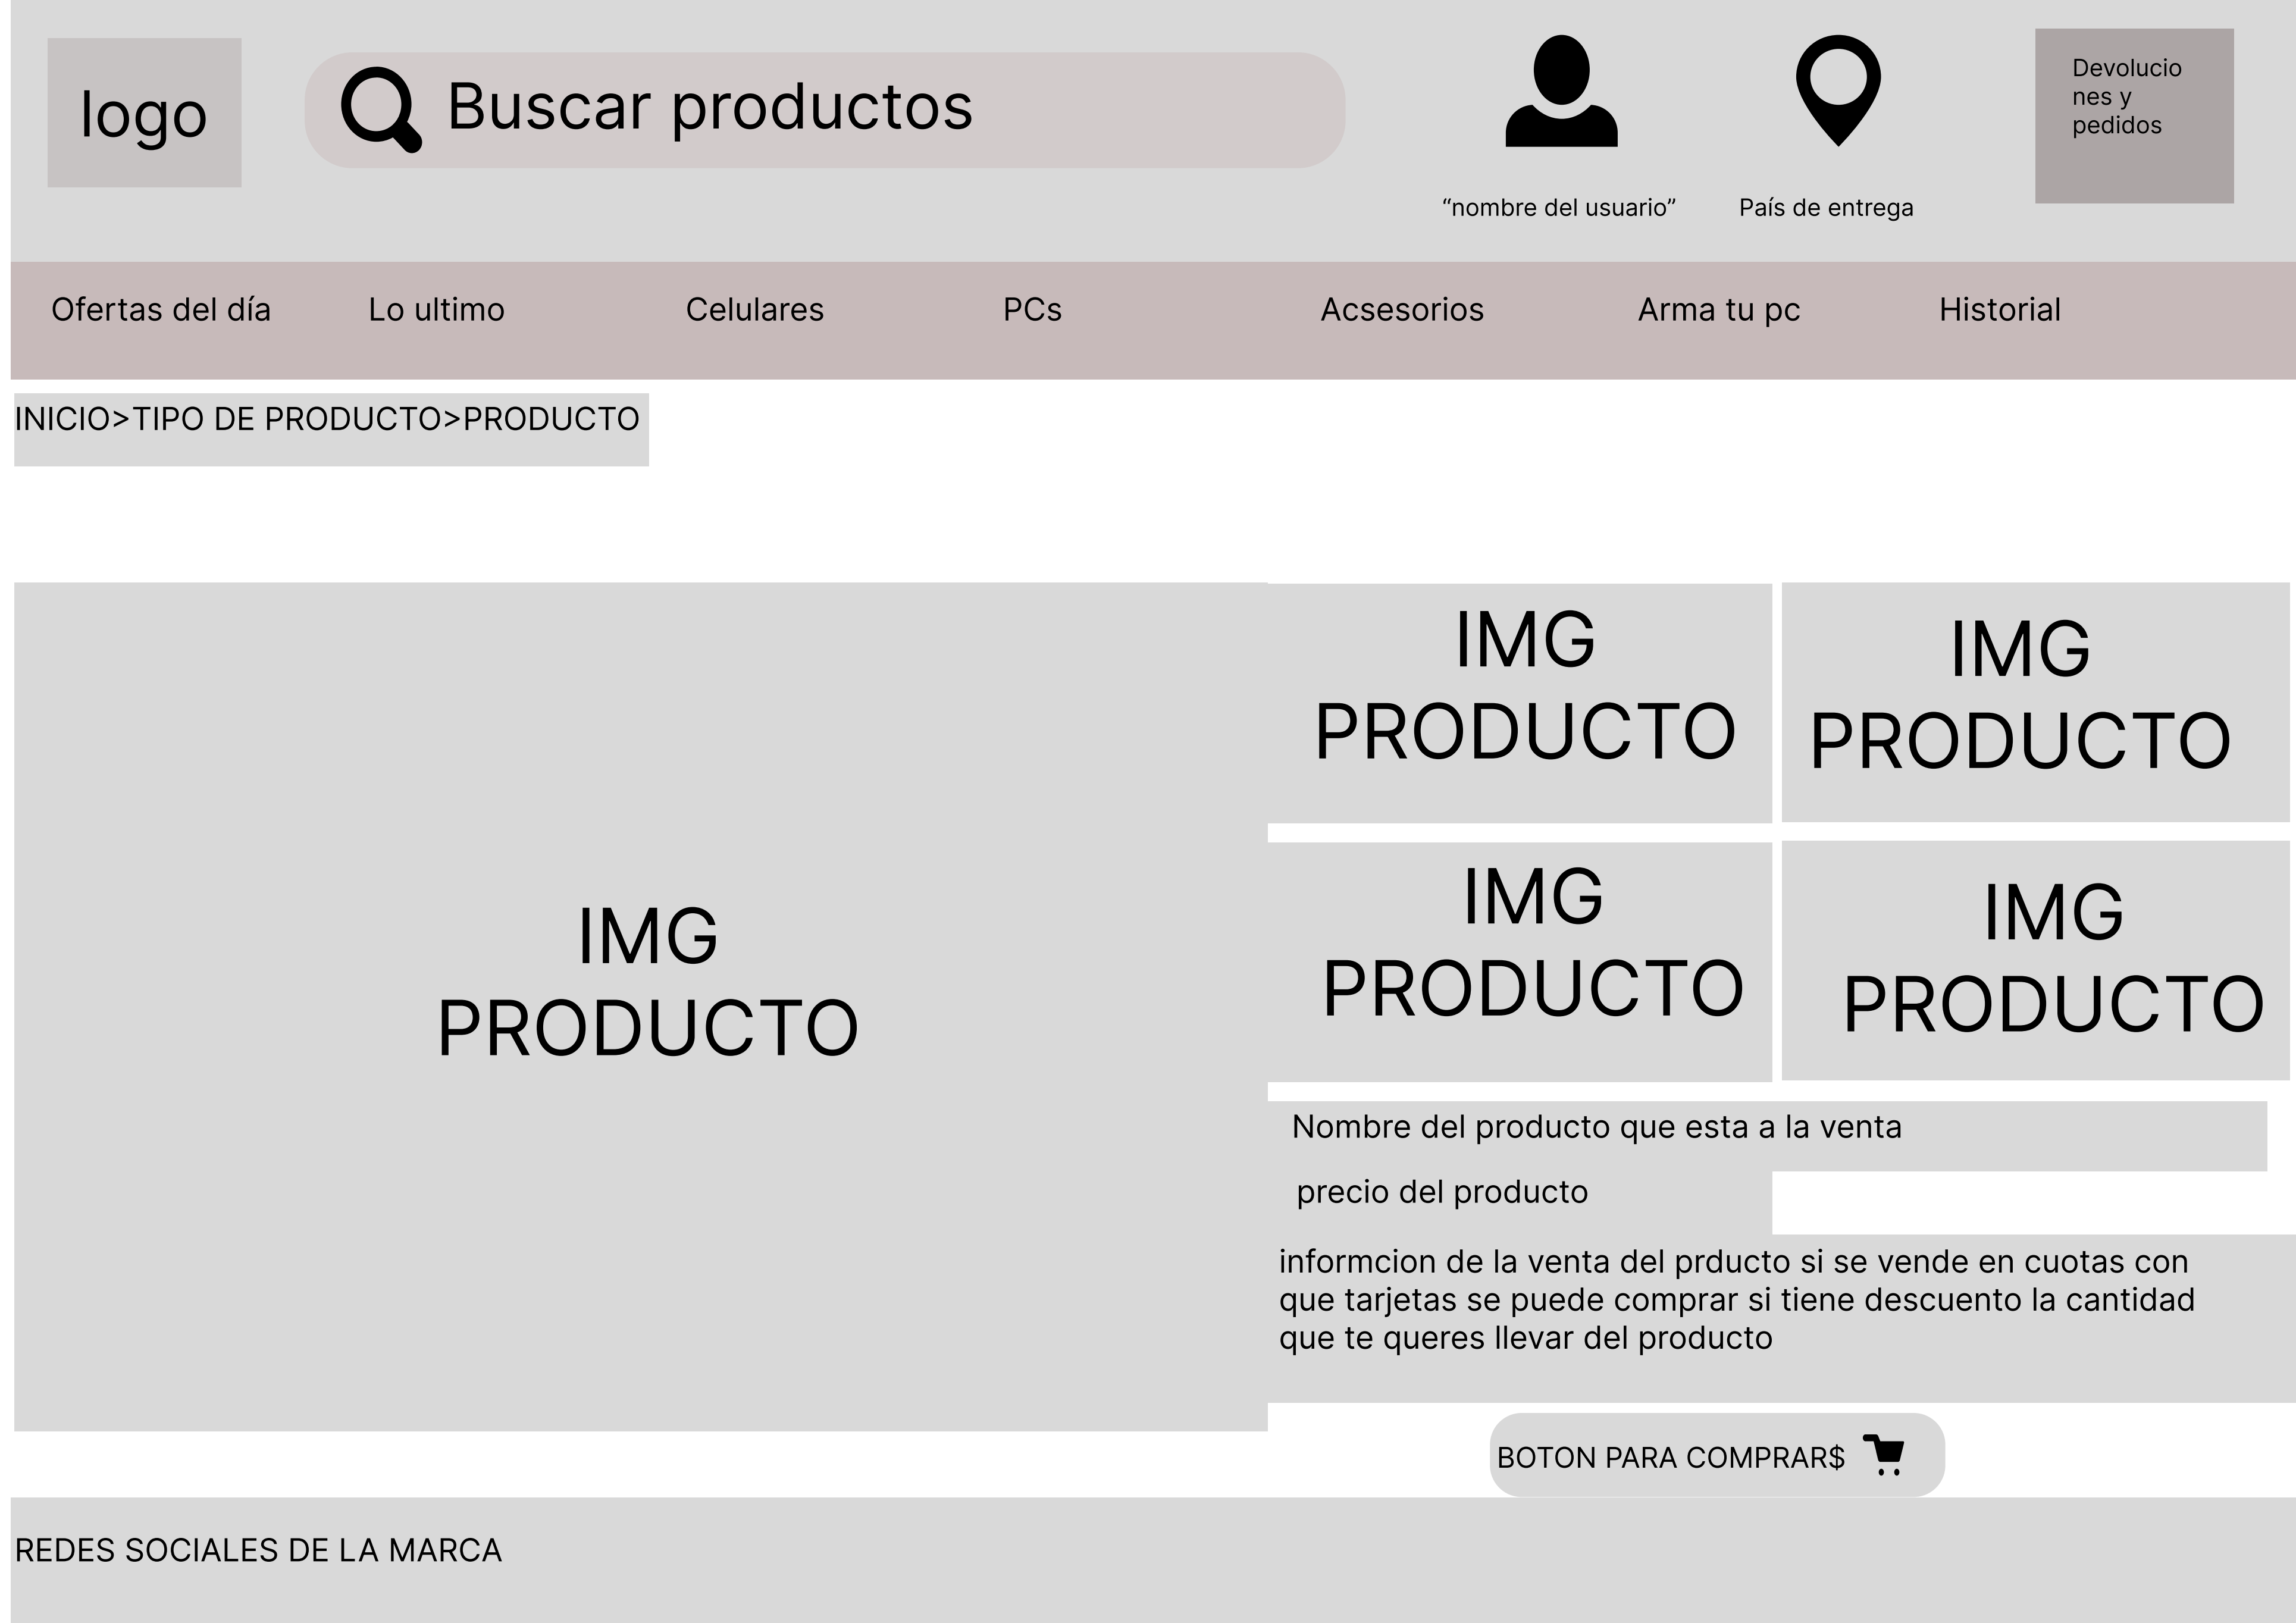 logo
Buscar productos
“nombre del usuario”
País de entrega
Devolucio
nes y
pedidos
Ofertas del día
Lo ultimo
Celulares
PCs
Acsesorios
Arma tu pc
Historial
INICIO>TIPO DE PRODUCTO>PRODUCTO
IMG
PRODUCTO
IMG
PRODUCTO
IMG
PRODUCTO
IMG
PRODUCTO
IMG
PRODUCTO
Nombre del producto que esta a la venta
precio del producto
informcion de la venta del prducto si se vende en cuotas con
que tarjetas se puede comprar si tiene descuento la cantidad
que te queres llevar del producto
BOTON PARA COMPRAR$
REDES SOCIALES DE LA MARCA